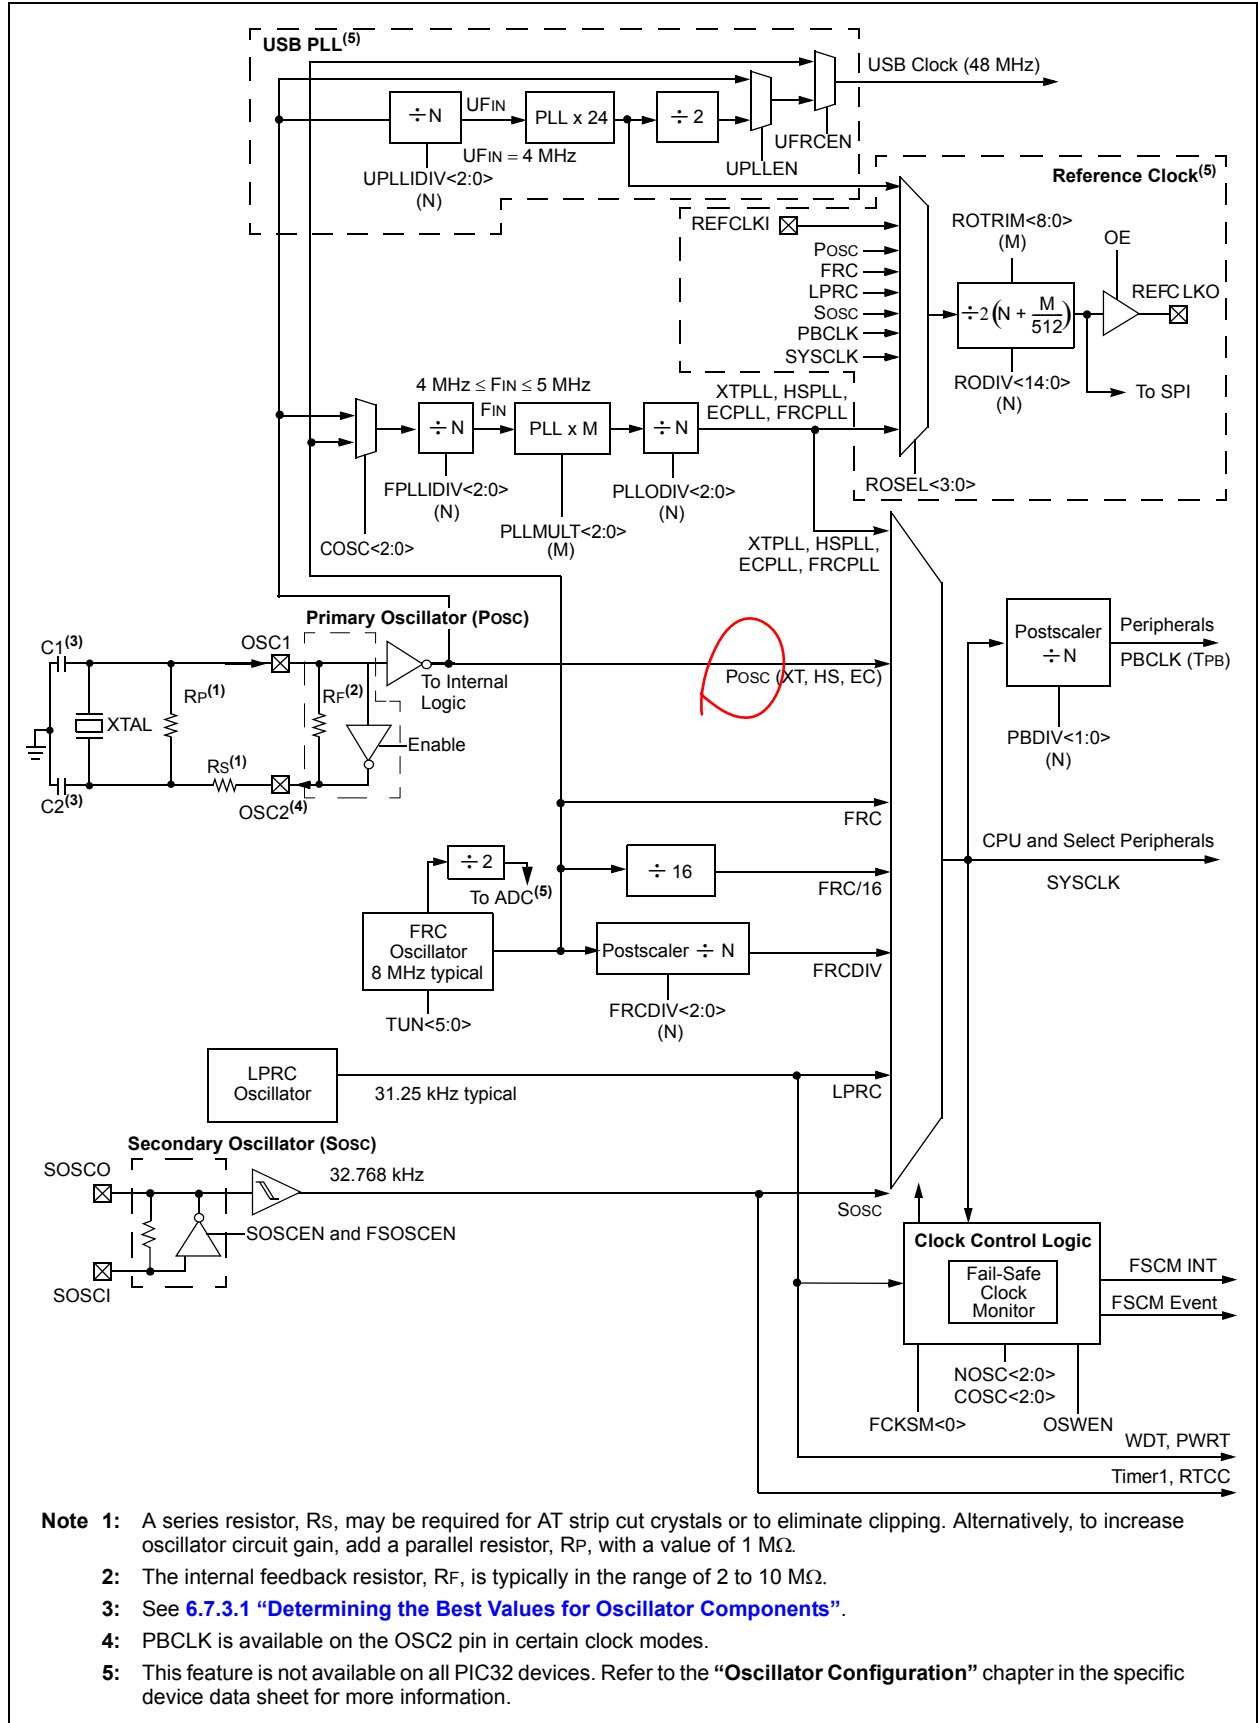 USB PLL(5)
USB Clock (48 MHz)
÷ N
UFIN
PLL x 24
÷ 2
UFIN = 4 MHz
UFRCEN
UPLLEN
UPLLIDIV<2:0>
(N)
Reference Clock(5)
REFCLKI
ROTRIM<8:0>
(M)
OE
POSC
FRC
LPRC
SOSC
PBCLK
SYSCLK
÷2 (N + M/512)
REFCLKO
RODIV<14:0>
(N)
To SPI
4 MHz ≤ FIN ≤ 5 MHz
XTPLL, HSPLL,
ECPLL, FRCPLL
÷ N
FIN
PLL x M
÷ N
FPLLIDIV<2:0>
(N)
PLLODIV<2:0>
(N)
ROSEL<3:0>
PLLMULT<2:0>
(M)
COSC<2:0>
XTPLL, HSPLL,
ECPLL, FRCPLL
Primary Oscillator (POSC)
C1(3)
OSC1
RP(1)
RF(2)
To Internal
Logic
POSC (XT, HS, EC)
Postscaler
÷ N
Peripherals
PBCLK (TPB)
XTAL
Enable
PBDIV<1:0>
(N)
RS(1)
C2(3)
OSC2(4)
FRC
CPU and Select Peripherals
SYSCLK
÷ 2
To ADC(5)
÷ 16
FRC/16
FRC
Oscillator
8 MHz typical
Postscaler ÷ N
FRCDIV
TUN<5:0>
FRCDIV<2:0>
(N)
LPRC
Oscillator
31.25 kHz typical
LPRC
Secondary Oscillator (SOSC)
SOSCO
32.768 kHz
SOSC
SOSCEN and FSOSCEN
SOSCI
Clock Control Logic
Fail-Safe
Clock
Monitor
FSCM INT
FSCM Event
NOSC<2:0>
COSC<2:0>
FCKSM<0>
OSWEN
WDT, PWRT
Timer1, RTCC
Note 1: A series resistor, RS, may be required for AT strip cut crystals or to eliminate clipping. Alternatively, to increase
oscillator circuit gain, add a parallel resistor, RP, with a value of 1 MΩ.
2: The internal feedback resistor, RF, is typically in the range of 2 to 10 MΩ.
3: See 6.7.3.1 “Determining the Best Values for Oscillator Components”.
4: PBCLK is available on the OSC2 pin in certain clock modes.
5: This feature is not available on all PIC32 devices. Refer to the “Oscillator Configuration” chapter in the specific
device data sheet for more information.